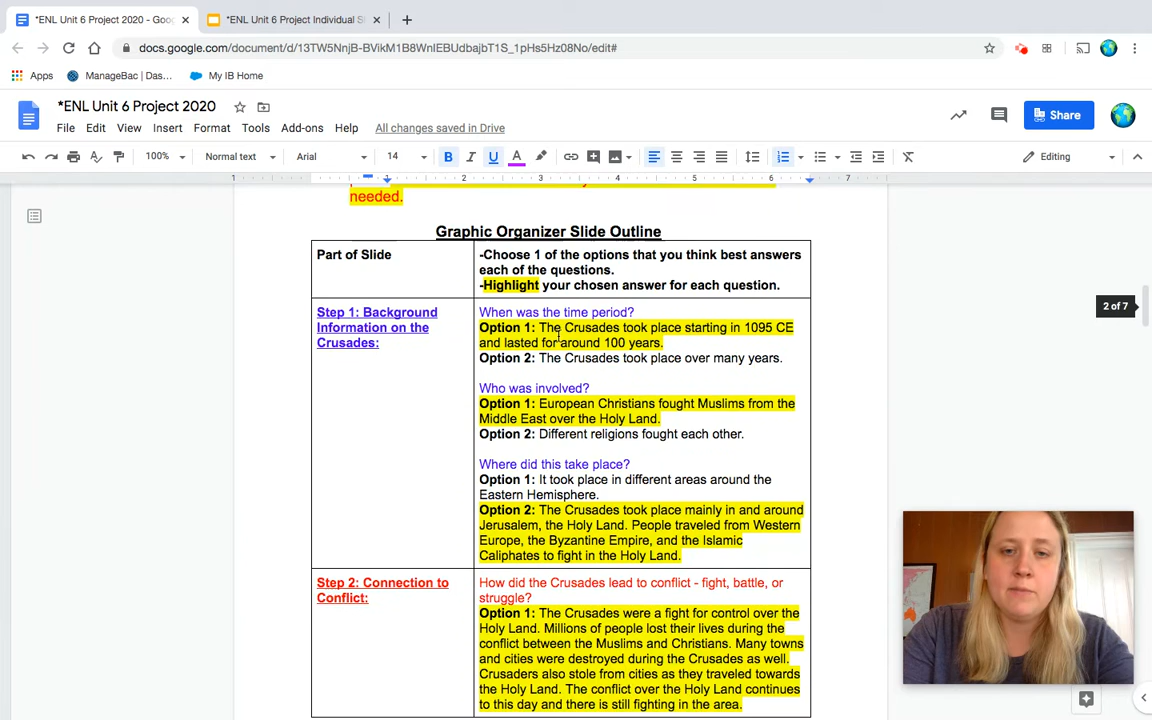 *ENL Unit 6 Project 2020 - Goo
*ENL Unit 6 Project Individual S
docs.google.com/document/d/13TW5NnjB-BVikM1B8WnlEBUdbajbT1S_1pHs5Hz08No/edit#
Apps
ManageBac | Das...
My IB Home
*ENL Unit 6 Project 2020
Share
File
Edit
View
Insert
Format
Tools
Add-ons
Help
All changes saved in Drive
100%
Normal text
Arial
14
B
I
U
A
Editing
1
1
2
3
4
5
6
7
needed.
Graphic Organizer Slide Outline
Part of Slide
-Choose 1 of the options that you think best answers
each of the questions.
-Highlight your chosen answer for each question.
2 of 7
Step 1: Background
Information on the
Crusades:
When was the time period?
Option 1: The Crusades took place starting in 1095 CE
and lasted for around 100 years.
Option 2: The Crusades took place over many years.
Who was involved?
Option 1: European Christians fought Muslims from the
Middle East over the Holy Land.
Option 2: Different religions fought each other.
Where did this take place?
Option 1: It took place in different areas around the
Eastern Hemisphere.
Option 2: The Crusades took place mainly in and around
Jerusalem, the Holy Land. People traveled from Western
Europe, the Byzantine Empire, and the Islamic
Caliphates to fight in the Holy Land.
Step 2: Connection to
Conflict:
How did the Crusades lead to conflict - fight, battle, or
struggle?
Option 1: The Crusades were a fight for control over the
Holy Land. Millions of people lost their lives during the
conflict between the Muslims and Christians. Many towns
and cities were destroyed during the Crusades as well.
Crusaders also stole from cities as they traveled towards
the Holy Land. The conflict over the Holy Land continues
to this day and there is still fighting in the area.